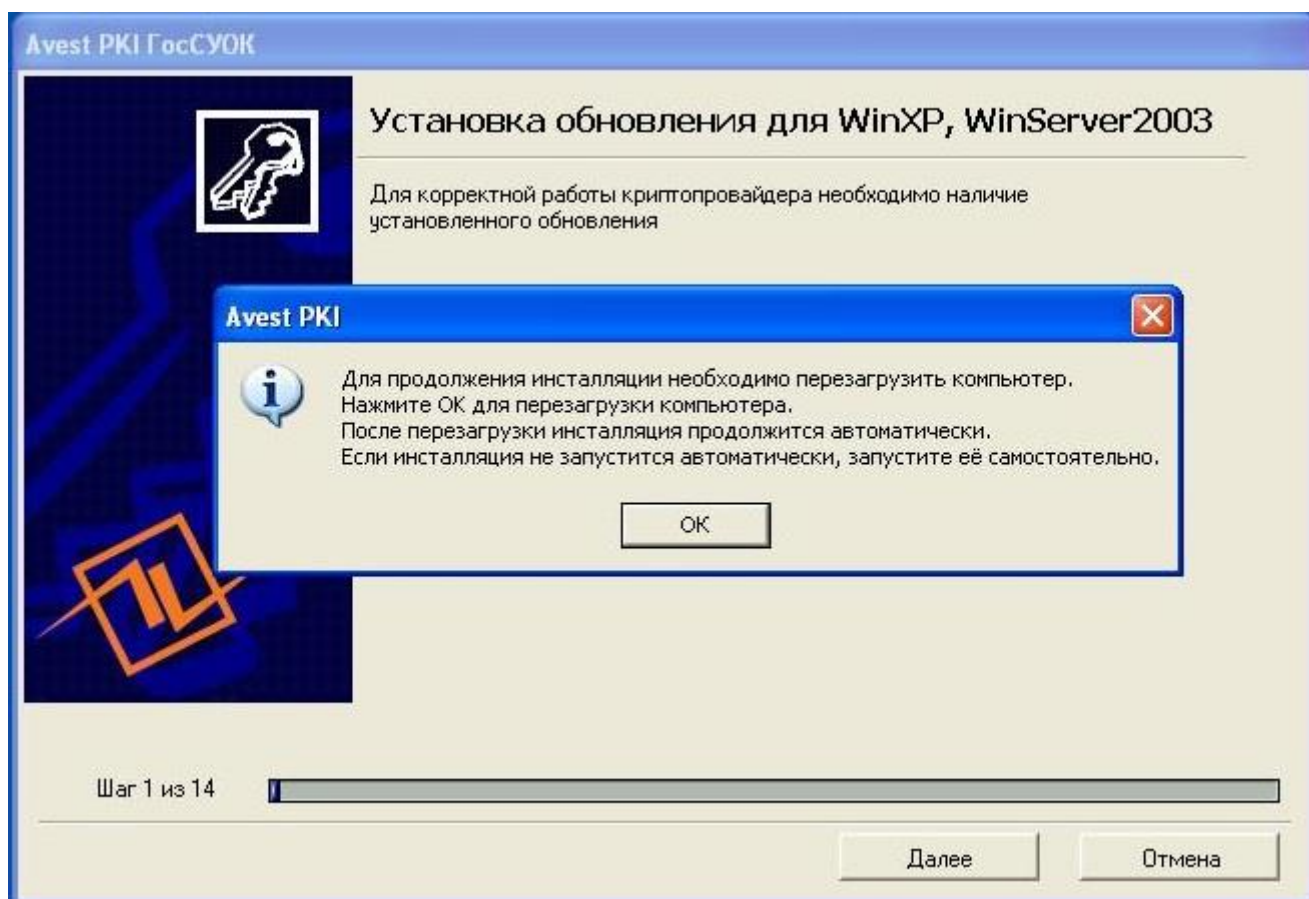 Avest PKI ГосСУОК
Установка обновления для WinXP, WinServer2003
Для корректной работы криптопровайдера необходимо наличие
установленного обновления
Avest PKI
Для продолжения инсталляции необходимо перезагрузить компьютер.
Нажмите ОК для перезагрузки компьютера.
После перезагрузки инсталляция продолжится автоматически.
Если инсталляция не запустится автоматически, запустите её самостоятельно.
ОК
Шаг 1 из 14
Далее
Отмена